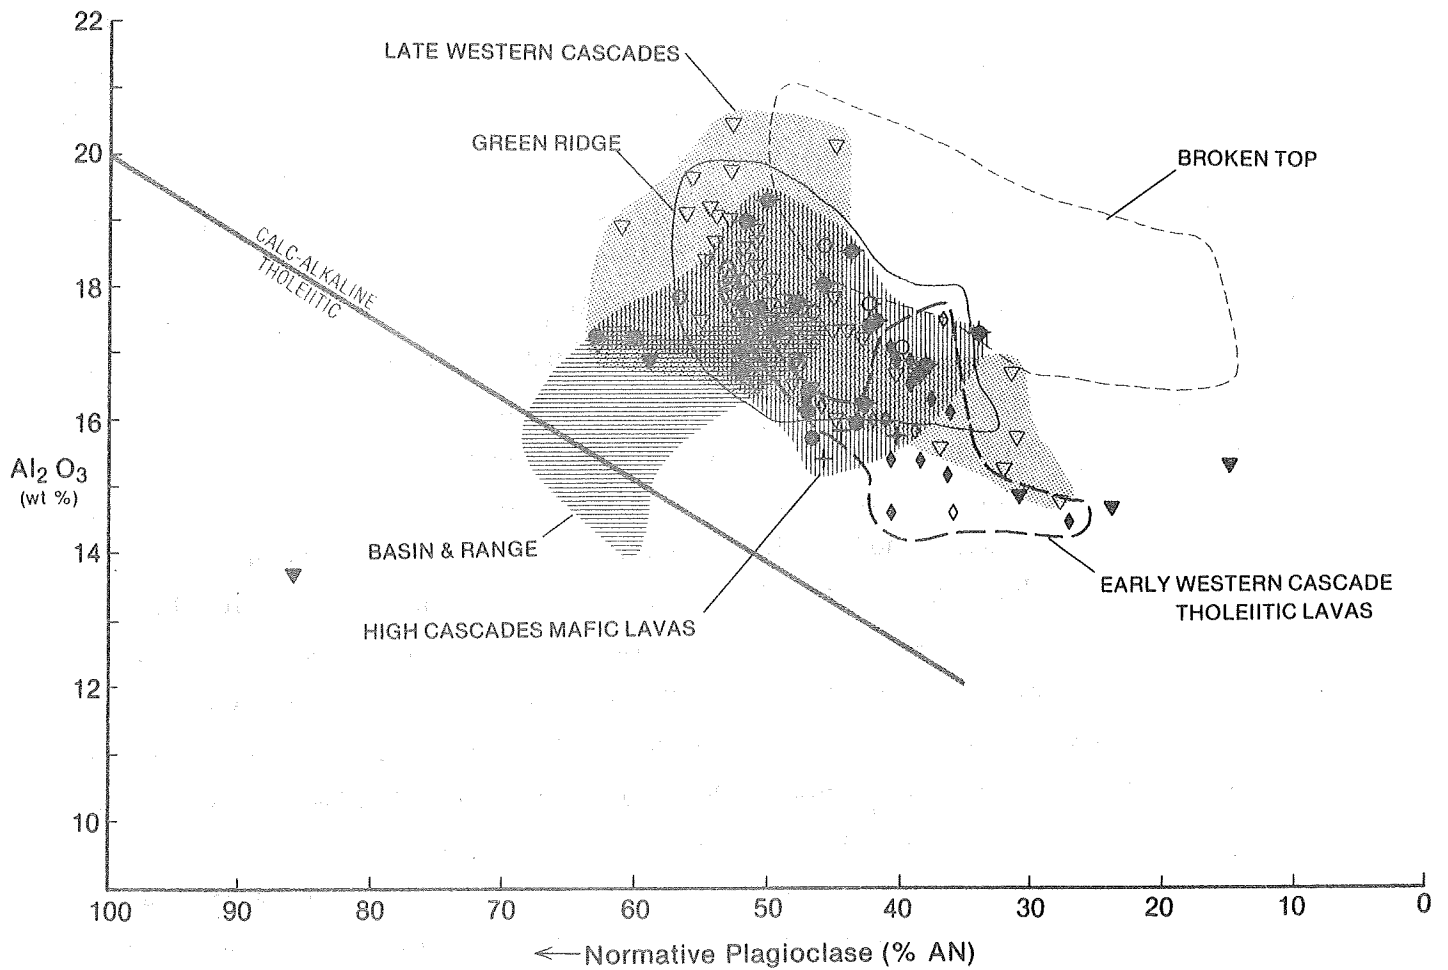 22
LATE WESTERN CASCADES
GREEN RIDGE
20
BROKEN TOP
CALC-ALKALINE
THOLEIITIC
18
16
Al2 O3
(wt %)
BASIN & RANGE
14
EARLY WESTERN CASCADE
THOLEIITIC LAVAS
HIGH CASCADES MAFIC LAVAS
12
10
100 90 80 70 60 50 40 30 20 10 0
←Normative Plagioclase (% AN)